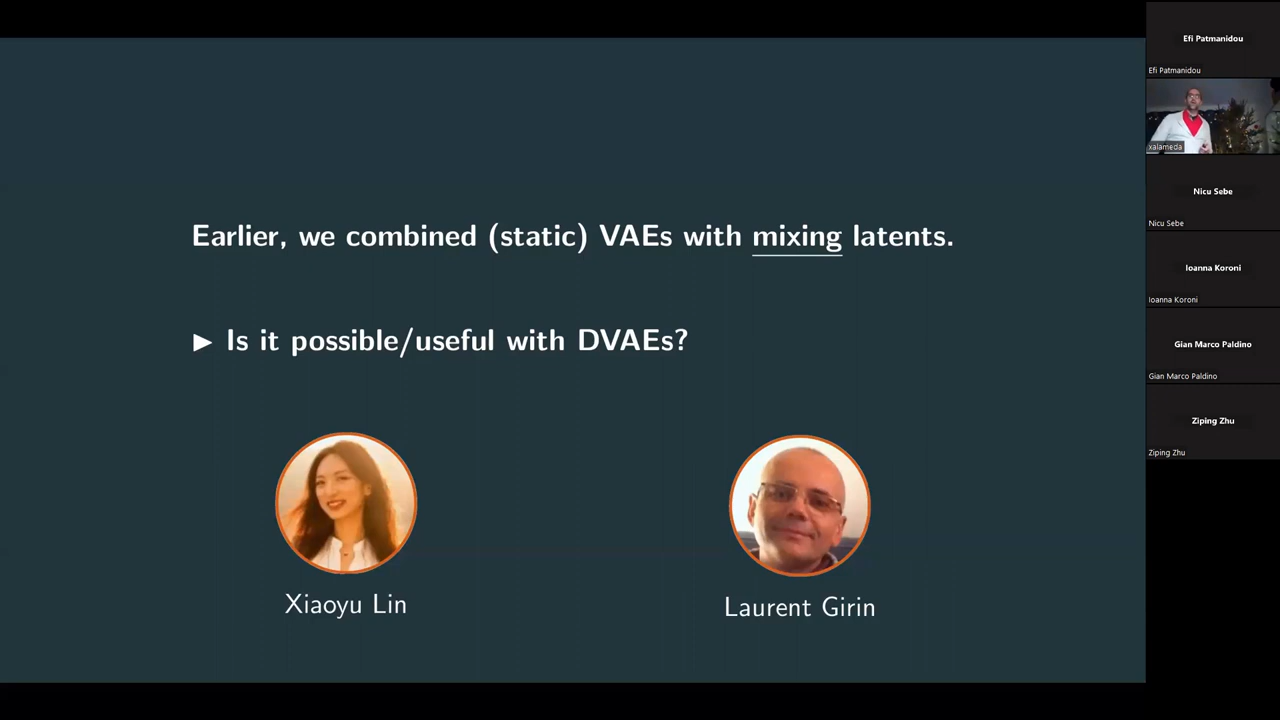 Earlier, we combined (static) VAEs with mixing latents.
▶ Is it possible/useful with DVAEs?
Xiaoyu Lin
Laurent Girin
Efi Patmanidou
Efi Patmanidou
xalameda
Nicu Sebe
Nicu Sebe
Ioanna Koroni
Ioanna Koroni
Gian Marco Paldino
Gian Marco Paldino
Ziping Zhu
Ziping Zhu